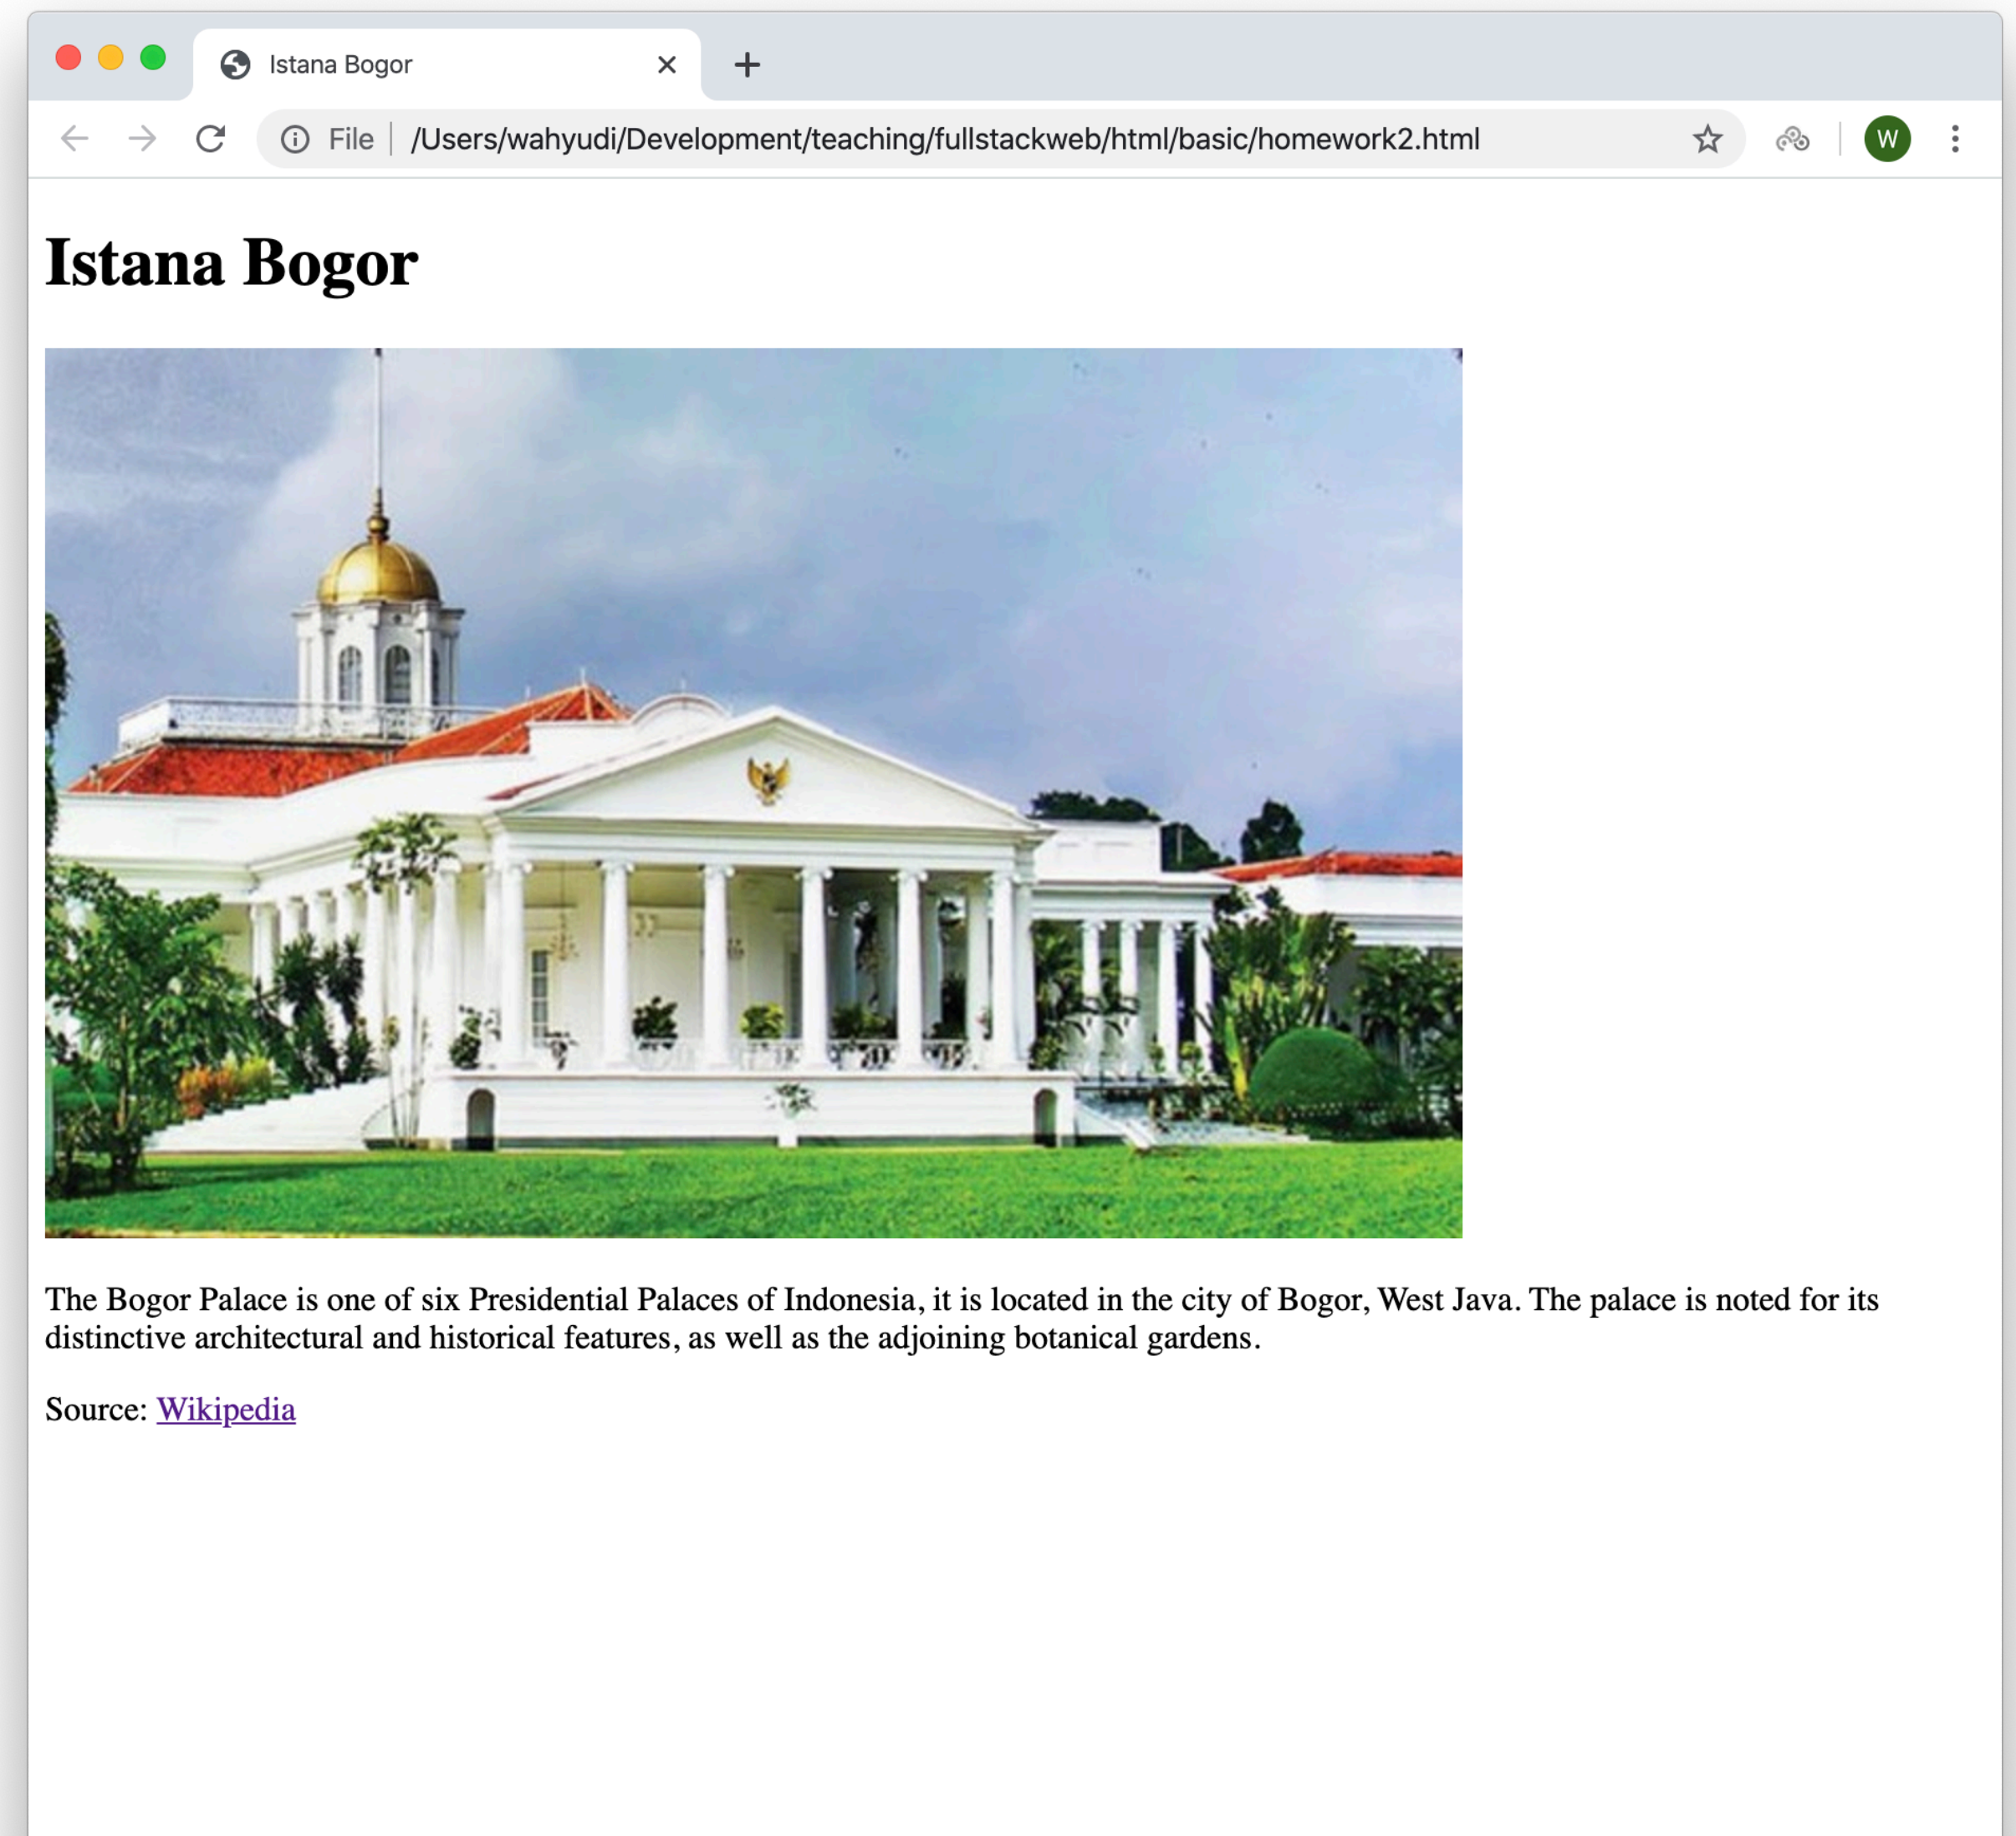 Istana Bogor
File /Users/wahyudi/Development/teaching/fullstackweb/html/basic/homework2.html
W
Istana Bogor
The Bogor Palace is one of six Presidential Palaces of Indonesia, it is located in the city of Bogor, West Java. The palace is noted for its
distinctive architectural and historical features, as well as the adjoining botanical gardens.
Source: Wikipedia